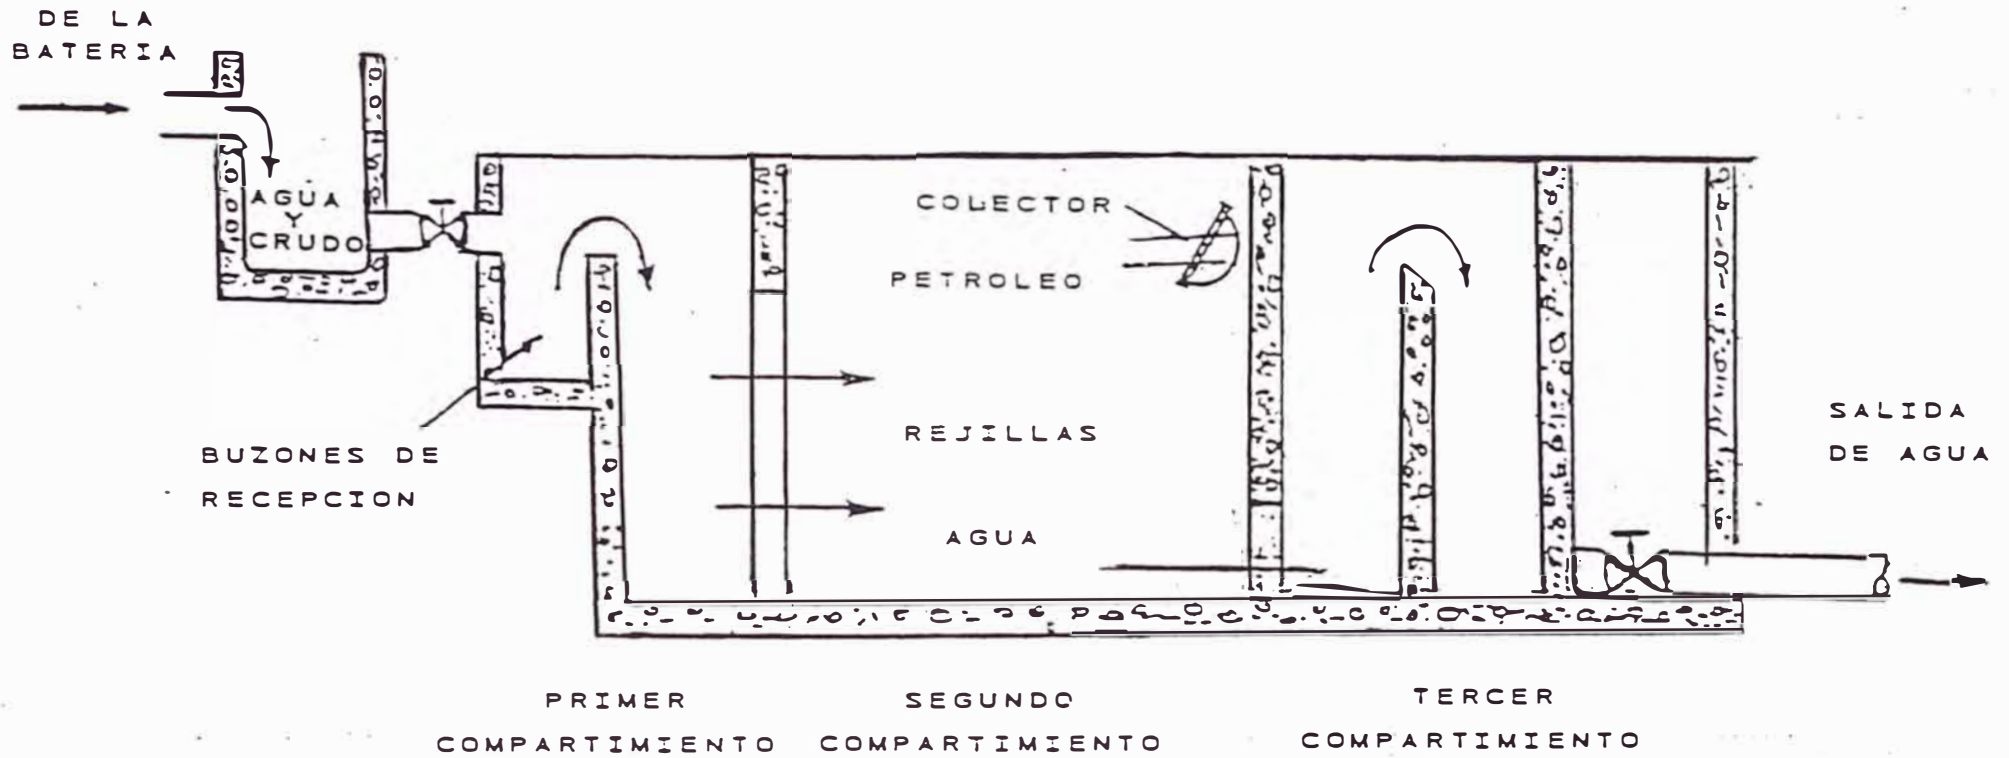 DE LA
BATERIA
AGUA
Y
CRUDO
COLECTOR
PETROLEO
REJILLAS
AGUA
BUZONES DE
RECEPCION
SALIDA
DE AGUA
PRIMER
COMPARTIMIENTO
SEGUNDO
COMPARTIMIENTO
TERCER
COMPARTIMIENTO